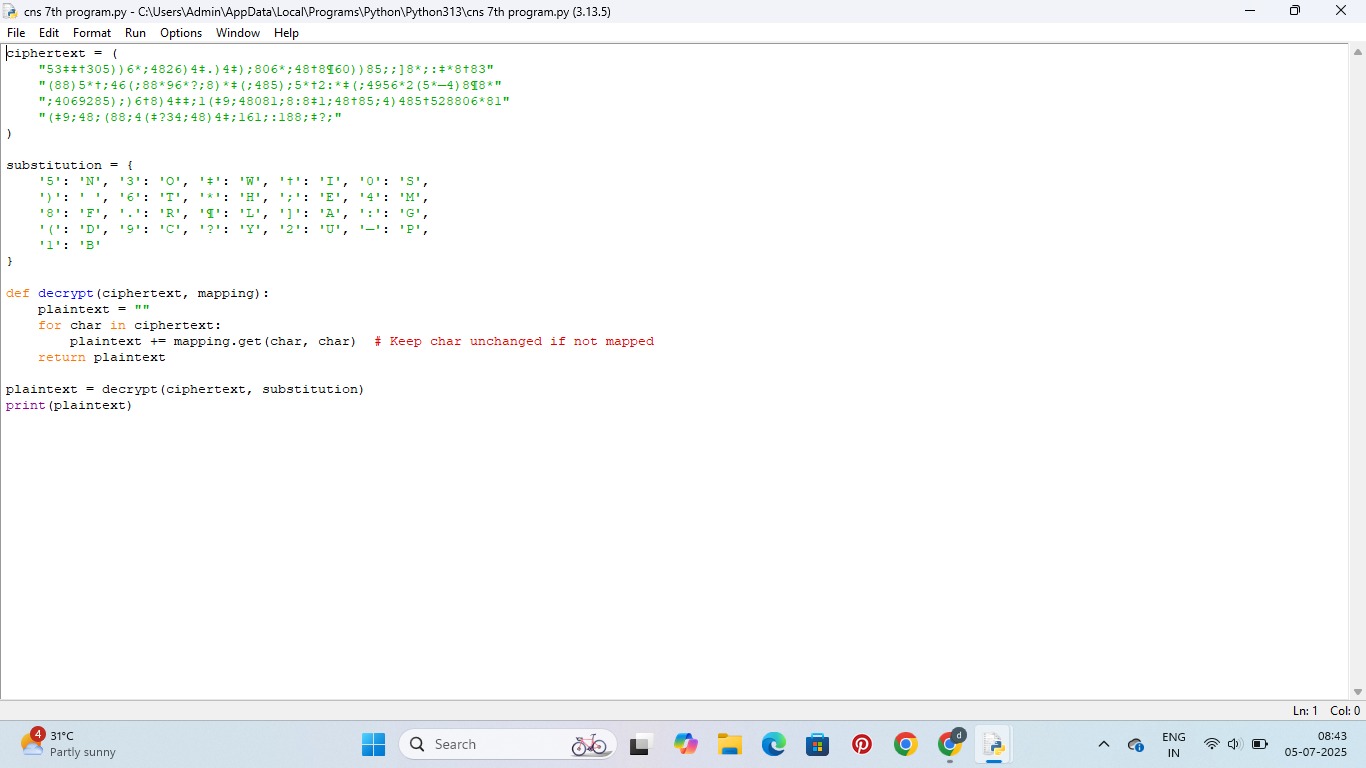 cns 7th program.py - C:\Users\Admin\AppData\Local\Programs\Python\Python313\cns 7th program.py (3.13.5)
File Edit Format Run Options Window Help
ciphertext = (
    "53‡‡†305))6*;4826)4‡.)4‡);806*;48†8¶60))85;;]8*;:‡*8†83"
    "(88)5*†;46(;88*96*?;8)*‡(;485);5*†2:*‡(;4956*2(5*—4)8¶8*"
    ";4069285);)6†8)4‡‡;1(‡9;48081;8:8‡1;48†85;4)485†528806*81"
    "(‡9;48;(88;4(‡?34;48)4‡;161;:188;‡?;"
)
substitution = {
    '5': 'N', '3': 'O', '‡': 'W', '†': 'I', '0': 'S',
    ')': ' ', '6': 'T', '*': 'H', ';': 'E', '4': 'M',
    '8': 'F', '.': 'R', '¶': 'L', ']': 'A', ':': 'G',
    '(': 'D', '9': 'C', '?': 'Y', '2': 'U', '—': 'P',
    '1': 'B'
}
def decrypt(ciphertext, mapping):
    plaintext = ""
    for char in ciphertext:
        plaintext += mapping.get(char, char)  # Keep char unchanged if not mapped
    return plaintext
plaintext = decrypt(ciphertext, substitution)
print(plaintext)
Ln: 1 Col: 0
4
31°C
Partly sunny
Search
d
ENG
IN
08:43
05-07-2025